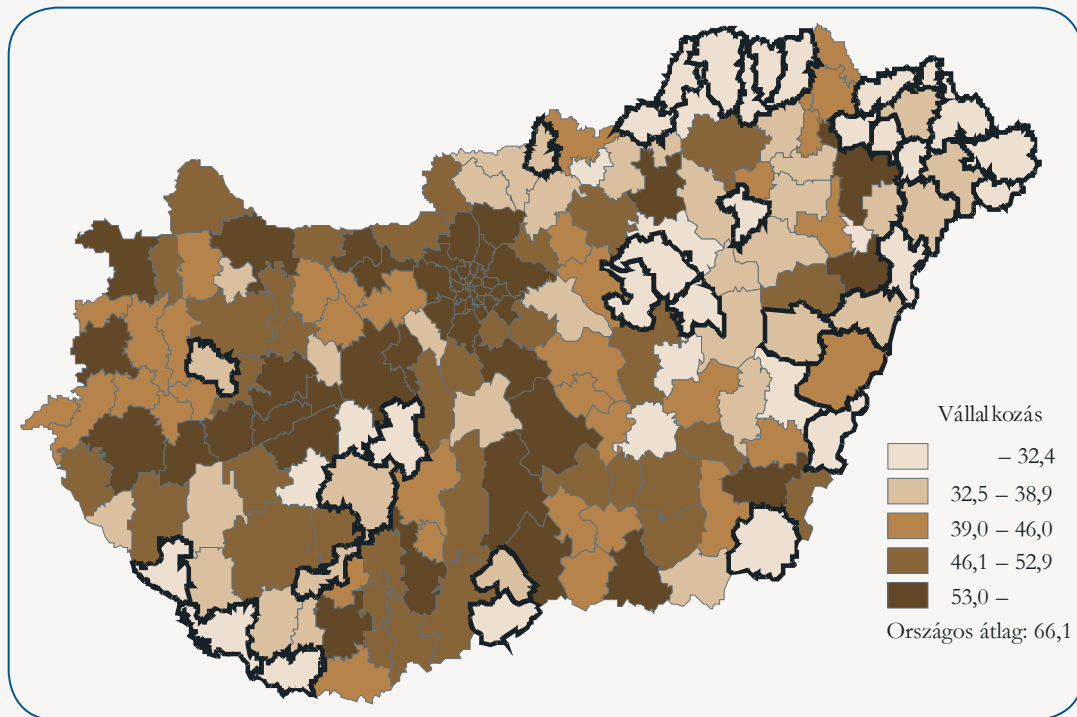 Vállalkozás
– 32,4
32,5 – 38,9
39,0 – 46,0
46,1 – 52,9
53,0 –
Országos átlag: 66,1